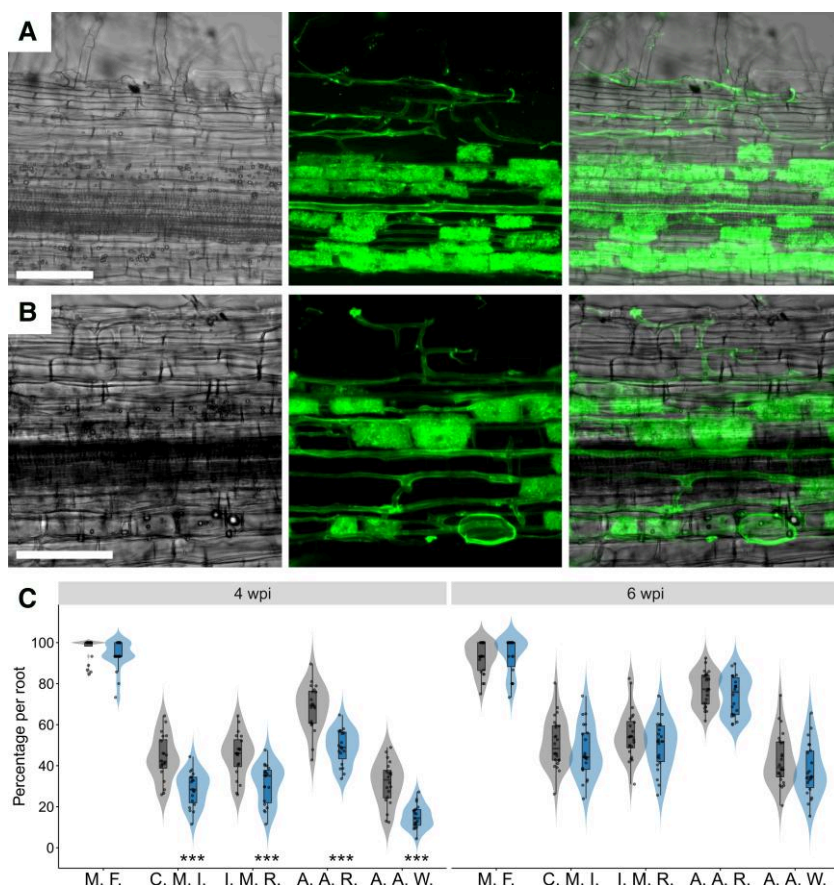 A
B
C
4 wpi 6 wpi
Percentage per root
100
80
60
40
20
0
*** *** *** ***
M. F. C. M. I. I. M. R. A. A. R. A. A. W. M. F. C. M. I. I. M. R. A. A. R. A. A. W.